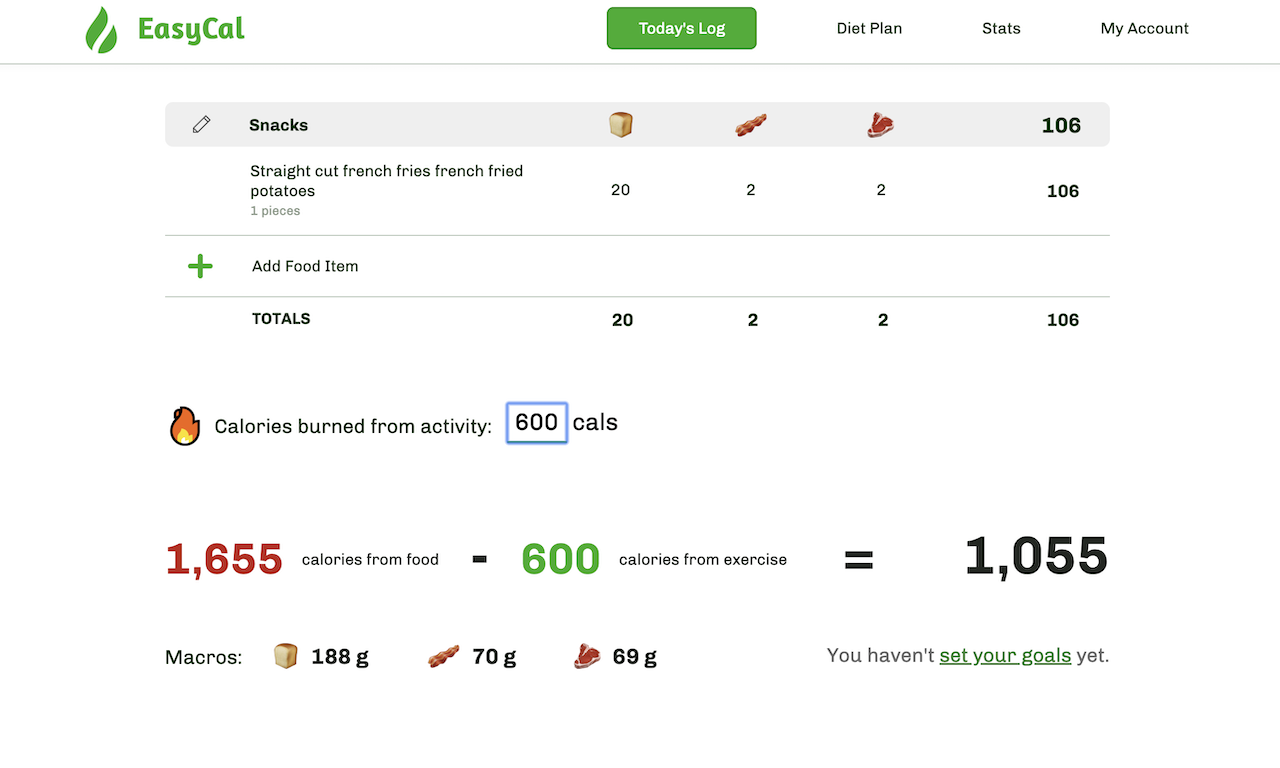 EasyCal Today's Log Diet Plan Stats My Account
Snacks 106
Straight cut french fries french fried
potatoes
20 2 2 106
1 pieces
Add Food Item
TOTALS 20 2 2 106
Calories burned from activity: 600 cals
1,655 calories from food - 600 calories from exercise = 1,055
Macros: 188 g 70 g 69 g You haven't set your goals yet.